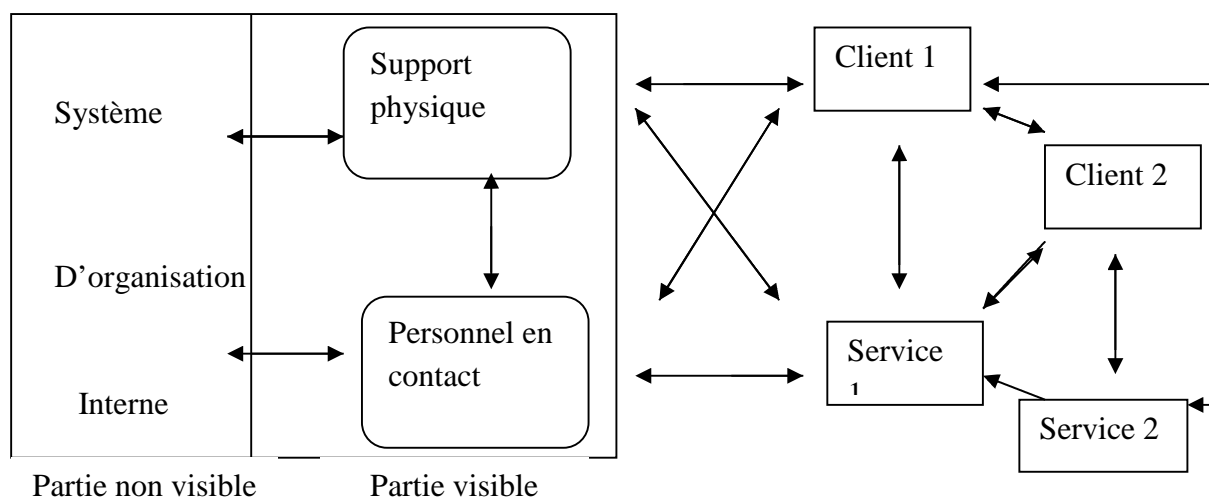 Système
D'organisation
Interne
Support
physique
Personnel en
contact
Client 1
Client 2
Service
1
Service 2
Partie non visible
Partie visible